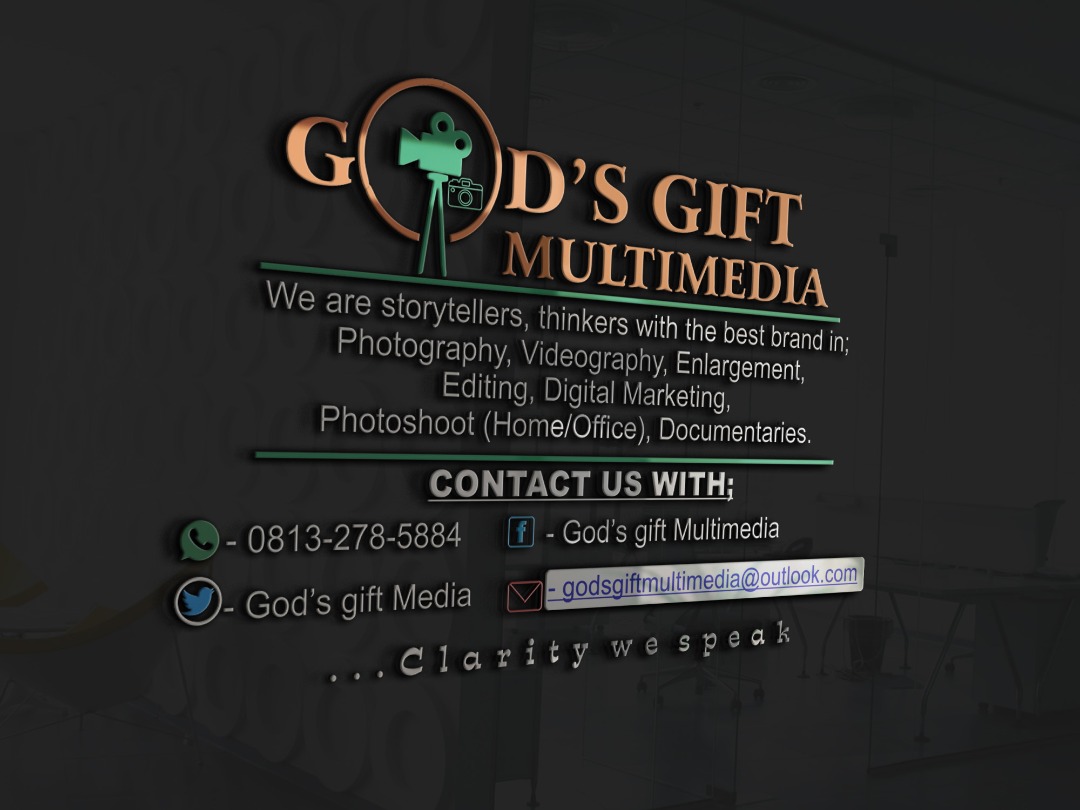 GOD'S GIFT
MULTIMEDIA
We are storytellers, thinkers with the best brand in;
Photography, Videography, Enlargement,
Editing, Digital Marketing,
Photoshoot (Home/Office), Documentaries.
CONTACT US WITH;
- 0813-278-5884
f - God's gift Multimedia
- God's gift Media
- godsgiftmultimedia@outlook.com
...Clarity we speak